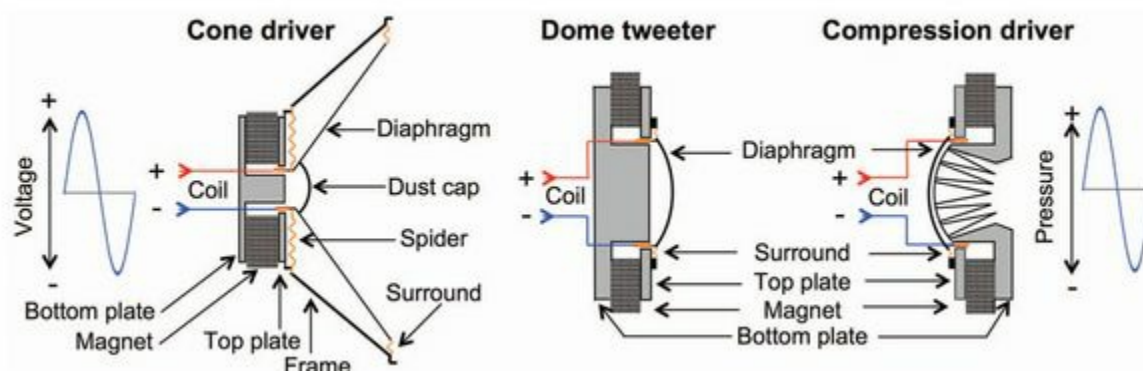 Cone driver
Dome tweeter
Compression driver
+
Voltage
-
+
Coil
-
Diaphragm
Dust cap
Spider
Surround
Bottom plate
Magnet
Top plate
Frame
+
Coil
-
Diaphragm
Surround
Top plate
Magnet
Bottom plate
+
Coil
-
+
Pressure
-